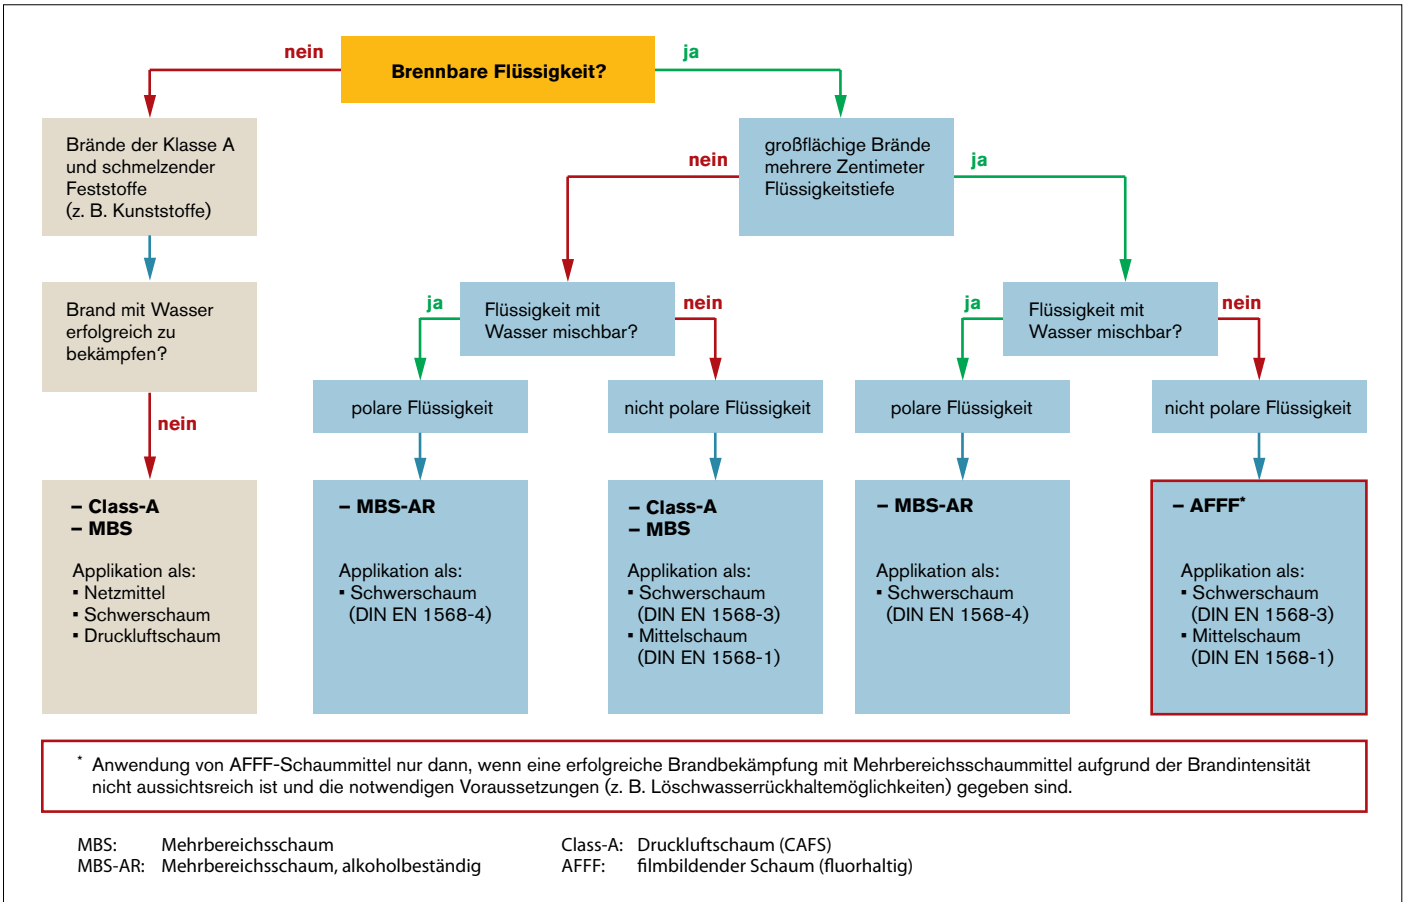 nein
Brennbare Flüssigkeit?
ja
Brände der Klasse A
und schmelzender
Feststoffe
(z. B. Kunststoffe)
nein
großflächige Brände
mehrere Zentimeter
Flüssigkeitstiefe
ja
Brand mit Wasser
erfolgreich zu
bekämpfen?
ja
Flüssigkeit mit
Wasser mischbar?
nein
ja
Flüssigkeit mit
Wasser mischbar?
nein
nein
polare Flüssigkeit
nicht polare Flüssigkeit
polare Flüssigkeit
nicht polare Flüssigkeit
– Class-A
– MBS
Applikation als:
▪ Netzmittel
▪ Schwerschaum
▪ Druckluftschaum
– MBS-AR
Applikation als:
▪ Schwerschaum
(DIN EN 1568-4)
– Class-A
– MBS
Applikation als:
▪ Schwerschaum
(DIN EN 1568-3)
▪ Mittelschaum
(DIN EN 1568-1)
– MBS-AR
Applikation als:
▪ Schwerschaum
(DIN EN 1568-4)
– AFFF*
Applikation als:
▪ Schwerschaum
(DIN EN 1568-3)
▪ Mittelschaum
(DIN EN 1568-1)
* Anwendung von AFFF-Schaummittel nur dann, wenn eine erfolgreiche Brandbekämpfung mit Mehrbereichsschaummittel aufgrund der Brandintensität
nicht aussichtsreich ist und die notwendigen Voraussetzungen (z. B. Löschwasserrückhaltemöglichkeiten) gegeben sind.
MBS: Mehrbereichsschaum
MBS-AR: Mehrbereichsschaum, alkoholbeständig
Class-A: Druckluftschaum (CAFS)
AFFF: filmbildender Schaum (fluorhaltig)